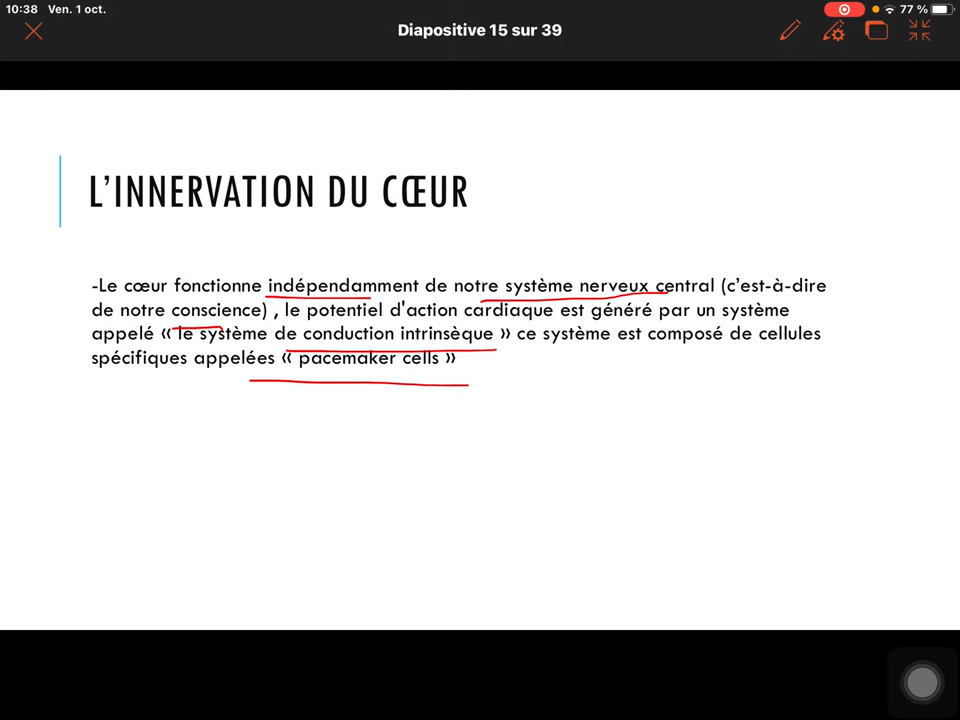 10:38 Ven. 1 oct.
77 %
Diapositive 15 sur 39
L'INNERVATION DU CŒUR
-Le cœur fonctionne indépendamment de notre système nerveux central (c'est-à-dire
de notre conscience) , le potentiel d'action cardiaque est généré par un système
appelé « le système de conduction intrinsèque » ce système est composé de cellules
spécifiques appelées « pacemaker cells »